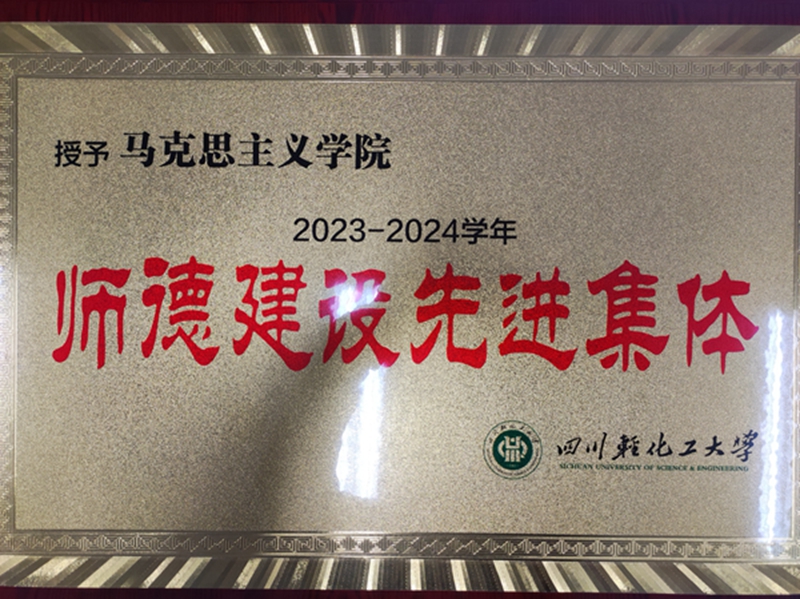 授予 马克思主义学院
2023-2024学年
师德建设先进集体
四川轻化工大学
SICHUAN UNIVERSITY OF SCIENCE & ENGINEERING